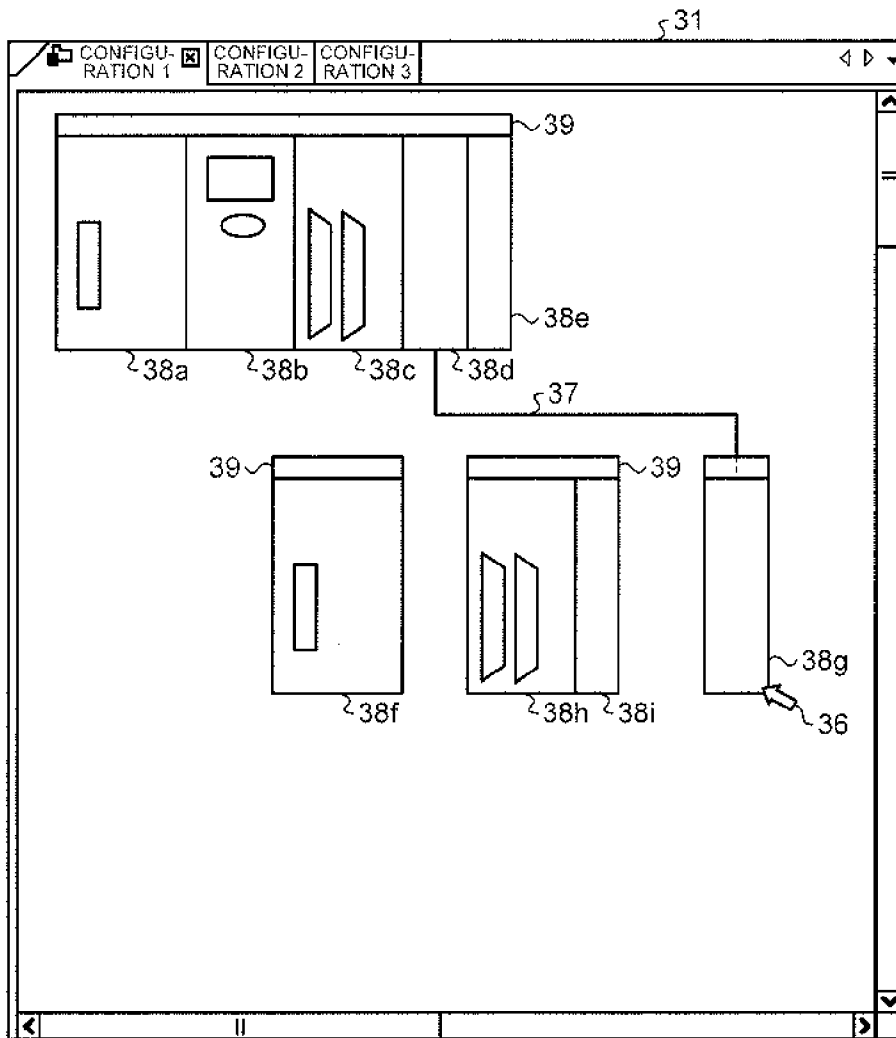 31
CONFIGU-
RATION 1
CONFIGU-
RATION 2
CONFIGU-
RATION 3
39
38e
38a
38b
38c
38d
37
39
39
38g
38f
38h
38i
36